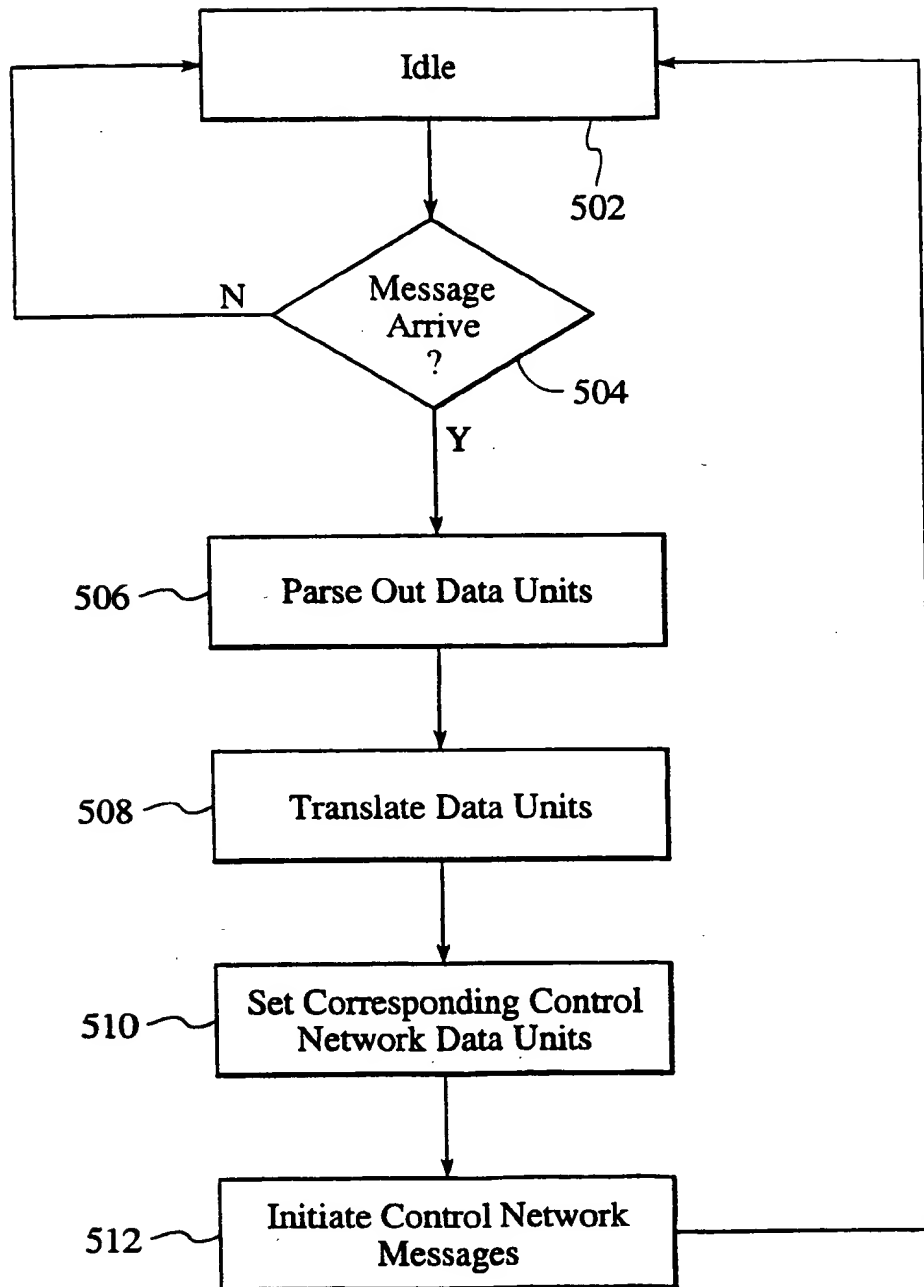 Idle
502
Message
Arrive
?
504
N
Y
506
Parse Out Data Units
508
Translate Data Units
510
Set Corresponding Control
Network Data Units
512
Initiate Control Network
Messages